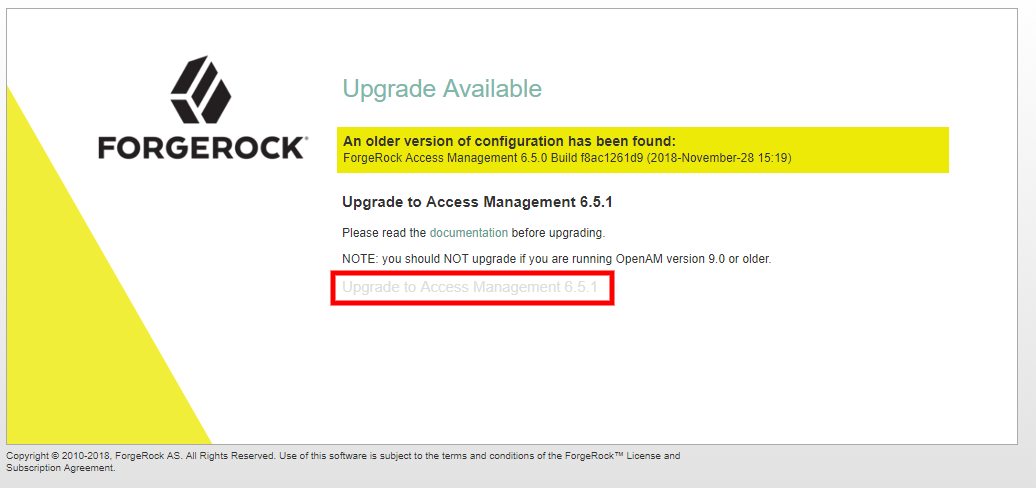 FORGEROCK
Upgrade Available
An older version of configuration has been found:
ForgeRock Access Management 6.5.0 Build f8ac1261d9 (2018-November-28 15:19)
Upgrade to Access Management 6.5.1
Please read the documentation before upgrading.
NOTE: you should NOT upgrade if you are running OpenAM version 9.0 or older.
Upgrade to Access Management 6.5.1
Copyright © 2010-2018, ForgeRock AS. All Rights Reserved. Use of this software is subject to the terms and conditions of the ForgeRock™ License and
Subscription Agreement.